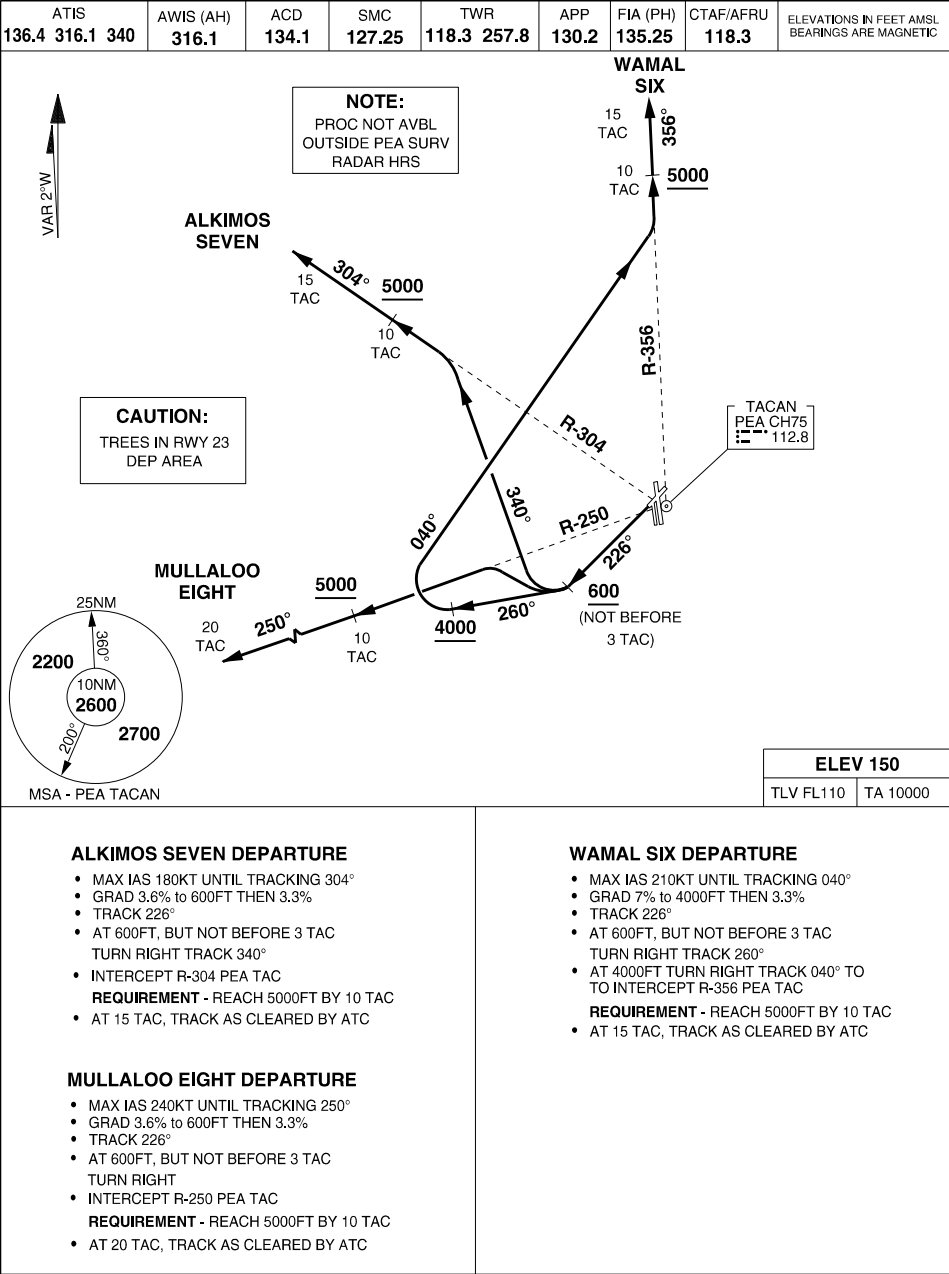 ATIS
136.4 316.1 340
AWIS (AH)
316.1
ACD
134.1
SMC
127.25
TWR
118.3 257.8
APP
130.2
FIA (PH)
135.25
CTAF/AFRU
118.3
ELEVATIONS IN FEET AMSL
BEARINGS ARE MAGNETIC
VAR 2°W
NOTE:
PROC NOT AVBL
OUTSIDE PEA SURV
RADAR HRS
WAMAL
SIX
15
TAC
356°
10
TAC
5000
ALKIMOS
SEVEN
304°
15
TAC
5000
10
TAC
R-356
CAUTION:
TREES IN RWY 23
DEP AREA
TACAN
PEA CH75
112.8
R-304
340°
040°
R-250
226°
MULLALOO
EIGHT
5000
250°
20
TAC
10
TAC
4000
260°
600
(NOT BEFORE
3 TAC)
25NM
360°
2200
10NM
2600
2700
200°
MSA - PEA TACAN
ELEV 150
TLV FL110
TA 10000
ALKIMOS SEVEN DEPARTURE
• MAX IAS 180KT UNTIL TRACKING 304°
• GRAD 3.6% to 600FT THEN 3.3%
• TRACK 226°
• AT 600FT, BUT NOT BEFORE 3 TAC
TURN RIGHT TRACK 340°
• INTERCEPT R-304 PEA TAC
REQUIREMENT - REACH 5000FT BY 10 TAC
• AT 15 TAC, TRACK AS CLEARED BY ATC
MULLALOO EIGHT DEPARTURE
• MAX IAS 240KT UNTIL TRACKING 250°
• GRAD 3.6% to 600FT THEN 3.3%
• TRACK 226°
• AT 600FT, BUT NOT BEFORE 3 TAC
TURN RIGHT
• INTERCEPT R-250 PEA TAC
REQUIREMENT - REACH 5000FT BY 10 TAC
• AT 20 TAC, TRACK AS CLEARED BY ATC
WAMAL SIX DEPARTURE
• MAX IAS 210KT UNTIL TRACKING 040°
• GRAD 7% to 4000FT THEN 3.3%
• TRACK 226°
• AT 600FT, BUT NOT BEFORE 3 TAC
TURN RIGHT TRACK 260°
• AT 4000FT TURN RIGHT TRACK 040° TO
TO INTERCEPT R-356 PEA TAC
REQUIREMENT - REACH 5000FT BY 10 TAC
• AT 15 TAC, TRACK AS CLEARED BY ATC